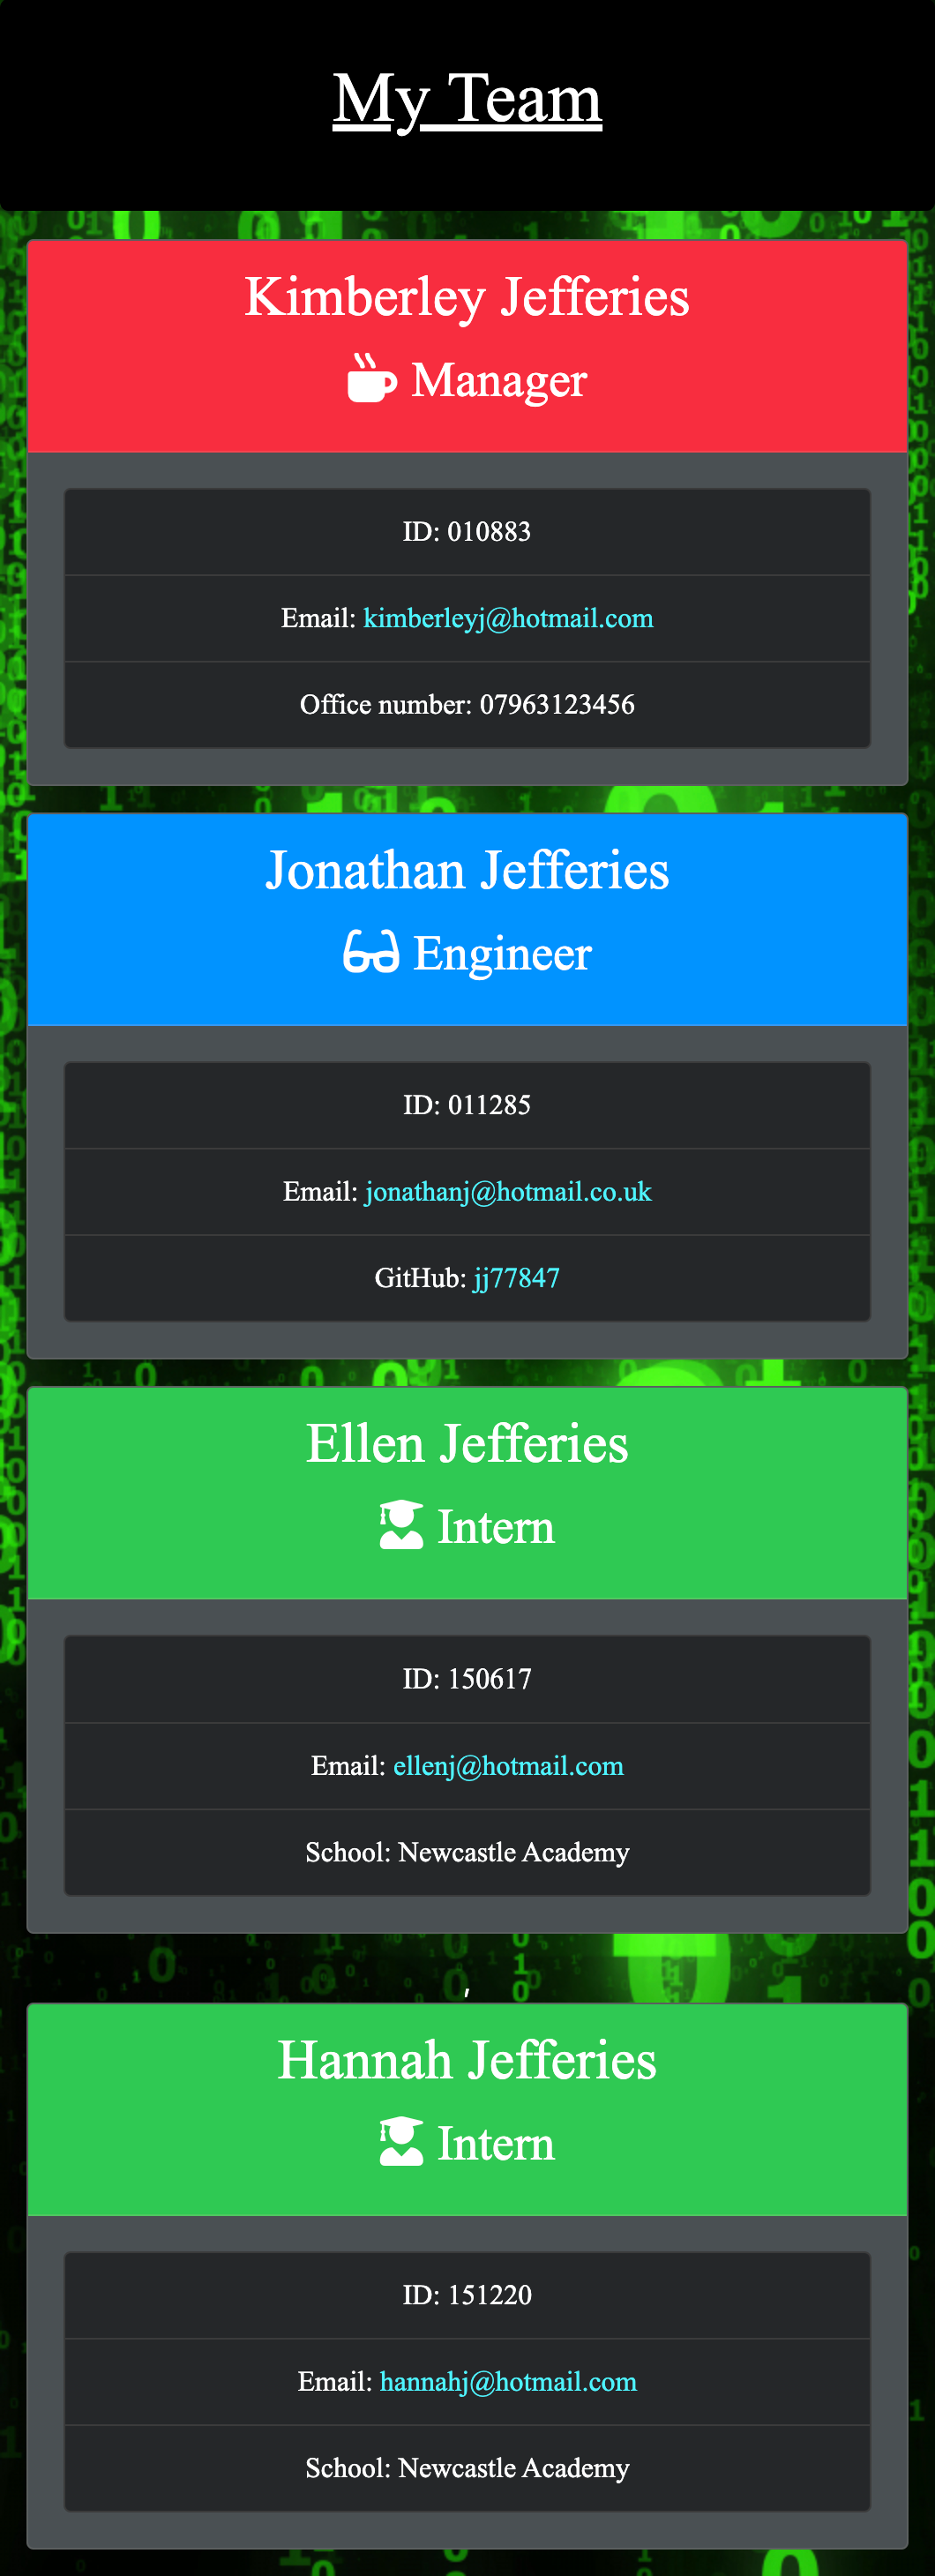 My Team
Kimberley Jefferies
Manager
ID: 010883
Email: kimberleyj@hotmail.com
Office number: 07963123456
Jonathan Jefferies
Engineer
ID: 011285
Email: jonathanj@hotmail.co.uk
GitHub: jj77847
Ellen Jefferies
Intern
ID: 150617
Email: ellenj@hotmail.com
School: Newcastle Academy
,
Hannah Jefferies
Intern
ID: 151220
Email: hannahj@hotmail.com
School: Newcastle Academy